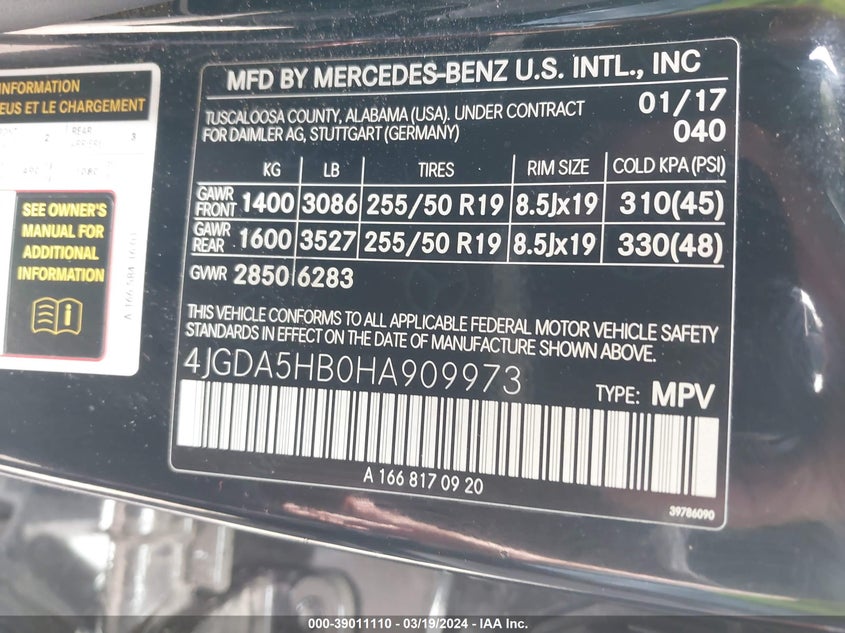 INFORMATION
EUS ET LE CHARGEMENT
2 REAR 3
SEE OWNER'S
MANUAL FOR
ADDITIONAL
INFORMATION
MFD BY MERCEDES-BENZ U.S. INTL., INC
TUSCALOOSA COUNTY, ALABAMA (USA). UNDER CONTRACT
FOR DAIMLER AG, STUTTGART (GERMANY)
01/17
040
KG LB TIRES RIM SIZE COLD KPA (PSI)
GAWR FRONT 1400 3086 255/50 R19 8.5Jx19 310(45)
GAWR REAR 1600 3527 255/50 R19 8.5Jx19 330(48)
GVWR 2850 6283
THIS VEHICLE CONFORMS TO ALL APPLICABLE FEDERAL MOTOR VEHICLE SAFETY
STANDARDS IN EFFECT ON THE DATE OF MANUFACTURE SHOWN ABOVE.
4JGDA5HB0HA909973
TYPE: MPV
A 166 817 09 20
39786090
000-39011110 — 03/19/2024 — IAA Inc.